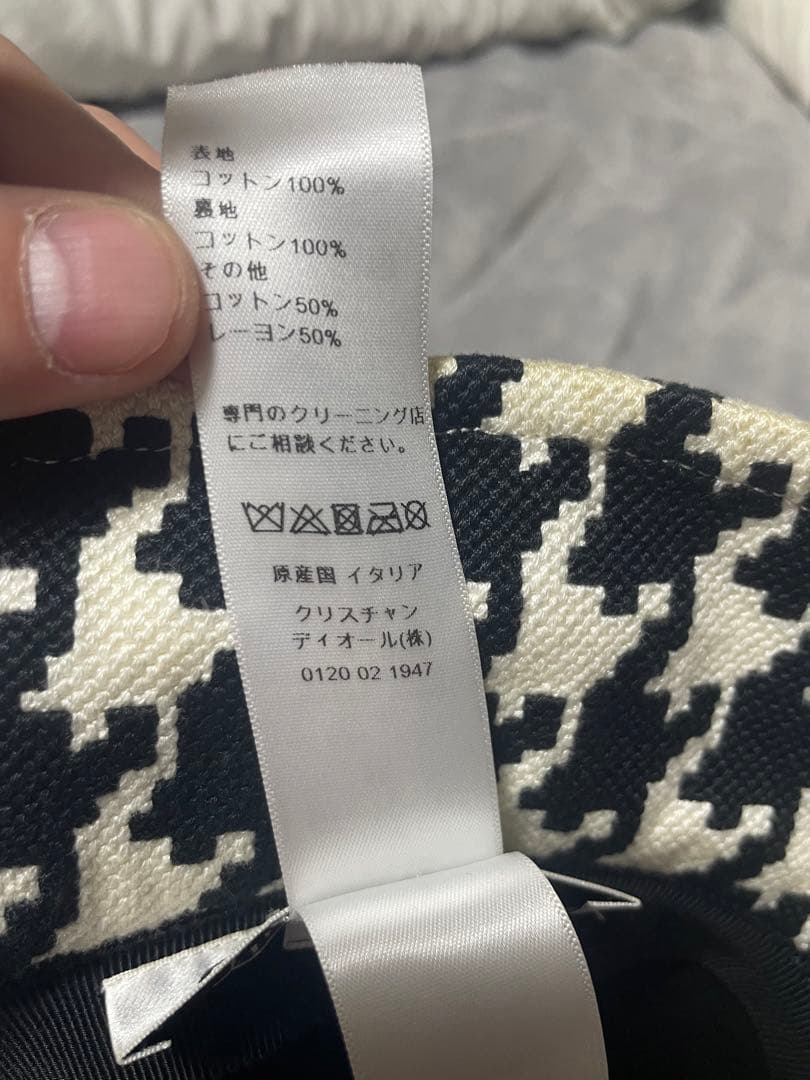 表地
コットン100%
裏地
コットン100%
その他
コットン50%
レーヨン50%
専門のクリーニング店
にご相談ください。
原産国 イタリア
クリスチャン
ディオール(株)
0120 02 1947